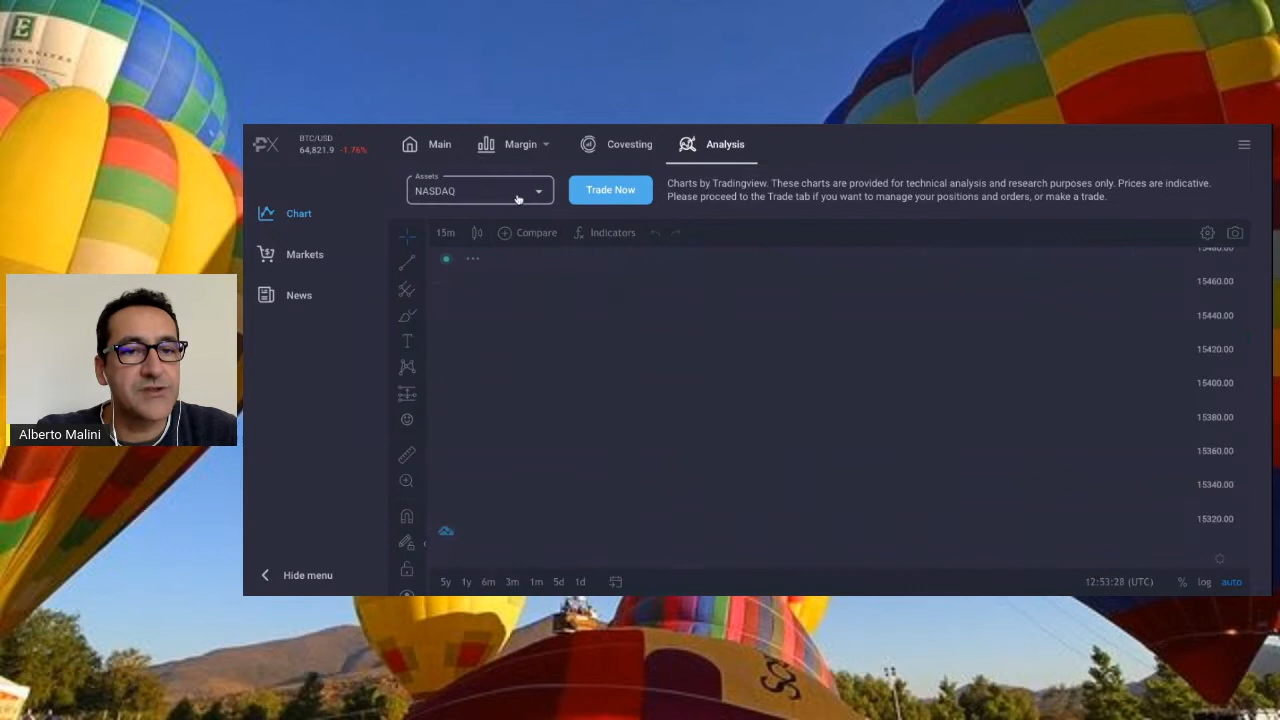 BTC/USD
64,821.9 -1.76%
Main
Margin
Covesting
Analysis
Assets
NASDAQ
Trade Now
Charts by Tradingview. These charts are provided for technical analysis and research purposes only. Prices are indicative.
Please proceed to the Trade tab if you want to manage your positions and orders, or make a trade.
Chart
Markets
News
Hide menu
15m
Compare
Indicators
15480.00
15460.00
15440.00
15420.00
15400.00
15380.00
15360.00
15340.00
15320.00
5y 1y 6m 3m 1m 5d 1d
12:53:28 (UTC) % log auto
Alberto Malini